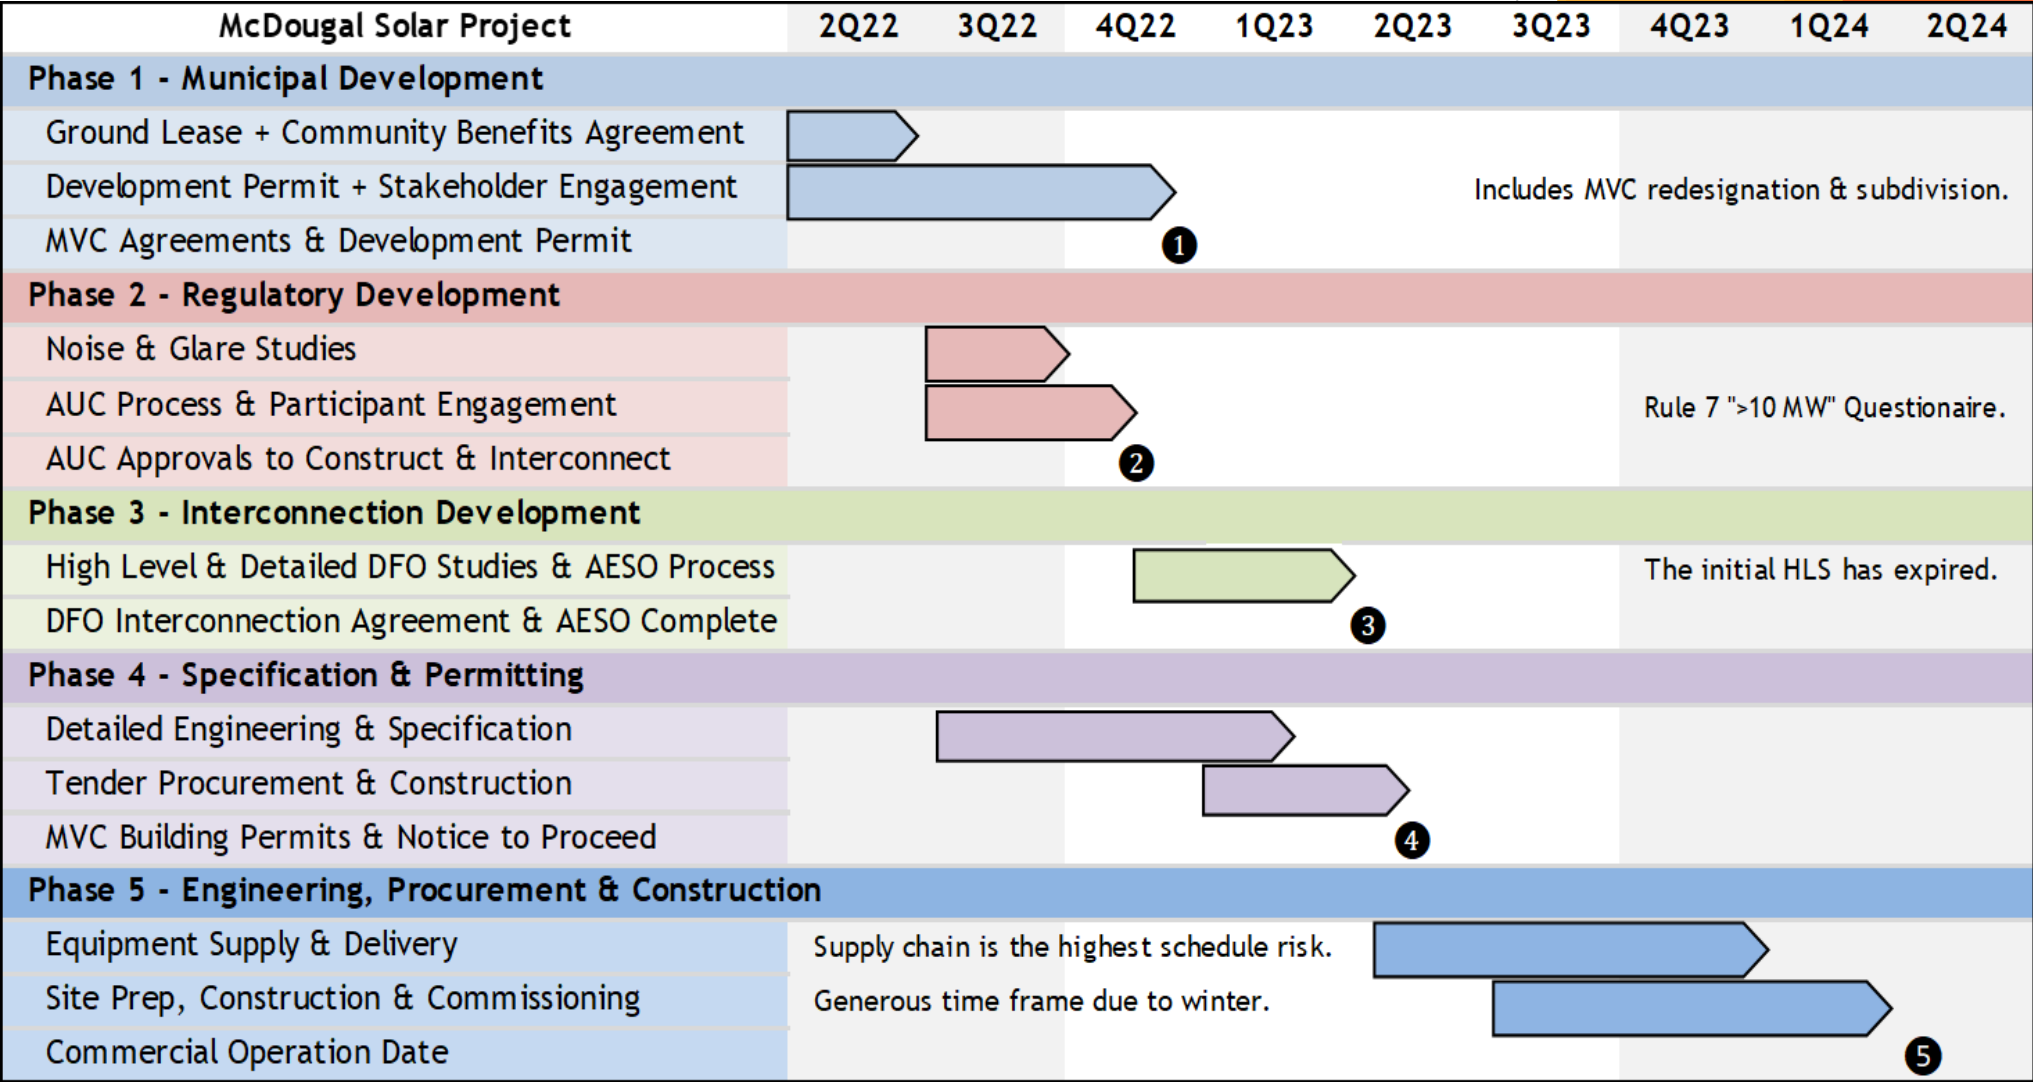 McDougal Solar Project 2Q22 3Q22 4Q22 1Q23 2Q23 3Q23 4Q23 1Q24 2Q24
Phase 1 - Municipal Development
Ground Lease + Community Benefits Agreement
Development Permit + Stakeholder Engagement Includes MVC redesignation & subdivision.
MVC Agreements & Development Permit 1
Phase 2 - Regulatory Development
Noise & Glare Studies
AUC Process & Participant Engagement Rule 7 ">10 MW" Questionaire.
AUC Approvals to Construct & Interconnect 2
Phase 3 - Interconnection Development
High Level & Detailed DFO Studies & AESO Process The initial HLS has expired.
DFO Interconnection Agreement & AESO Complete 3
Phase 4 - Specification & Permitting
Detailed Engineering & Specification
Tender Procurement & Construction
MVC Building Permits & Notice to Proceed 4
Phase 5 - Engineering, Procurement & Construction
Equipment Supply & Delivery Supply chain is the highest schedule risk.
Site Prep, Construction & Commissioning Generous time frame due to winter.
Commercial Operation Date 5